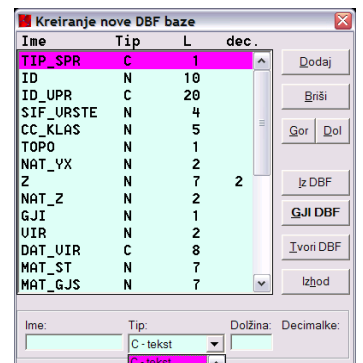 Kreiranje nove DBF baze
Ime Tip L dec.
TIP_SPR C 1
ID N 10
ID_UPR C 20
SIF_VRSTE N 4
CC_KLAS N 5
TOPO N 1
NAT_YX N 2
Z N 7 2
NAT_Z N 2
GJI N 1
VIR N 2
DAT_VIR C 8
MAT_ST N 7
MAT_GJS N 7
Dodaj
Briši
Gor Dol
Iz DBF
GJI DBF
Tvori DBF
Izhod
Ime: Tip: Dolžina: Decimalke:
C - tekst
C - tekst